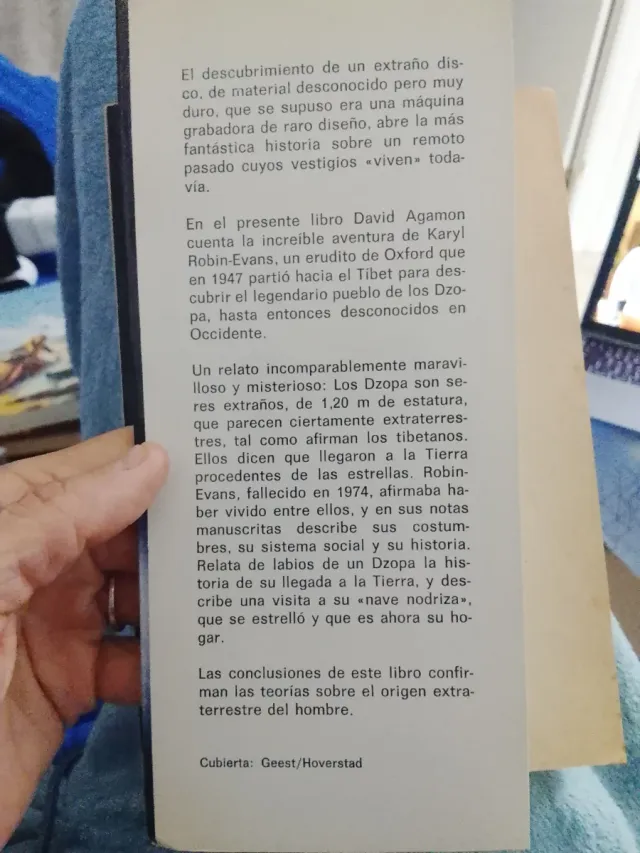 El descubrimiento de un extraño dis-
co, de material desconocido pero muy
duro, que se supuso era una máquina
grabadora de raro diseño, abre la más
fantástica historia sobre un remoto
pasado cuyos vestigios «viven» toda-
vía.
En el presente libro David Agamon
cuenta la increíble aventura de Karyl
Robin-Evans, un erudito de Oxford que
en 1947 partió hacia el Tíbet para des-
cubrir el legendario pueblo de los Dzo-
pa, hasta entonces desconocidos en
Occidente.
Un relato incomparablemente maravi-
lloso y misterioso: Los Dzopa son se-
res extraños, de 1,20 m de estatura,
que parecen ciertamente extraterres-
tres, tal como afirman los tibetanos.
Ellos dicen que llegaron a la Tierra
procedentes de las estrellas. Robin-
Evans, fallecido en 1974, afirmaba ha-
ber vivido entre ellos, y en sus notas
manuscritas describe sus costum-
bres, su sistema social y su historia.
Relata de labios de un Dzopa la his-
toria de su llegada a la Tierra, y des-
cribe una visita a su «nave nodriza»,
que se estrelló y que es ahora su ho-
gar.
Las conclusiones de este libro confir-
man las teorías sobre el origen extra-
terrestre del hombre.
Cubierta: Geest/Hoverstad